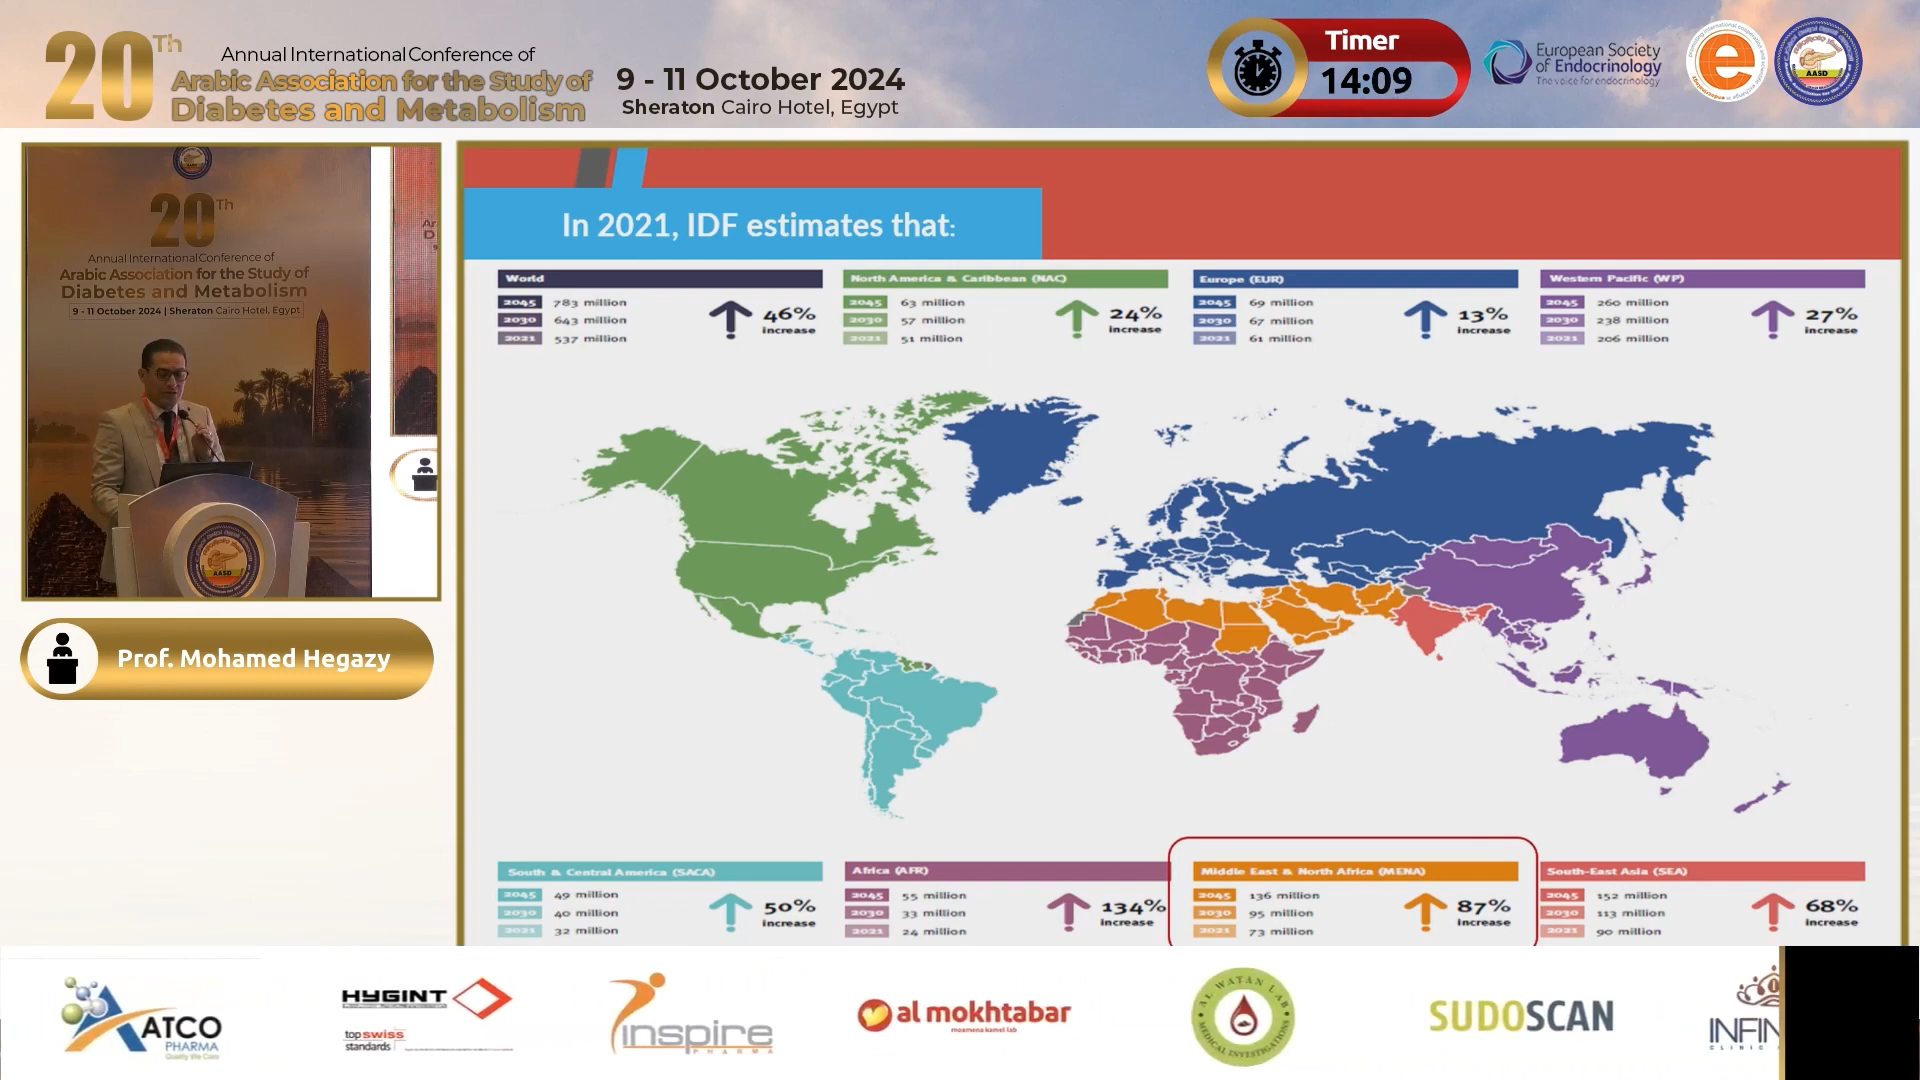 20Th
Annual International Conference of
Arabic Association for the Study of
Diabetes and Metabolism
9 - 11 October 2024
Sheraton Cairo Hotel, Egypt
Timer
14:09
European Society
of Endocrinology
The voice for endocrinology
e
AASD
20Th
Annual International Conference of
Arabic Association for the Study of
Diabetes and Metabolism
9 - 11 October 2024 | Sheraton Cairo Hotel, Egypt
AASD
Prof. Mohamed Hegazy
In 2021, IDF estimates that:
World
2045 783 million
2030 643 million
2021 537 million
46%
increase
North America & Caribbean (NAC)
2045 63 million
2030 57 million
2021 51 million
24%
increase
Europe (EUR)
2045 69 million
2030 67 million
2021 61 million
13%
increase
Western Pacific (WP)
2045 260 million
2030 238 million
2021 206 million
27%
increase
South & Central America (SACA)
2045 49 million
2030 40 million
2021 32 million
50%
increase
Africa (AFR)
2045 55 million
2030 33 million
2021 24 million
134%
increase
Middle East & North Africa (MENA)
2045 136 million
2030 95 million
2021 73 million
87%
increase
South-East Asia (SEA)
2045 152 million
2030 113 million
2021 90 million
68%
increase
ATCO
PHARMA
Quality We Care
HYGINT
top swiss
standards
inspire
PHARMA
al mokhtabar
moamena kamel lab
AL WATAN LAB
MEDICAL INVESTIGATIONS
SUDOSCAN
INFIN
CLINIC